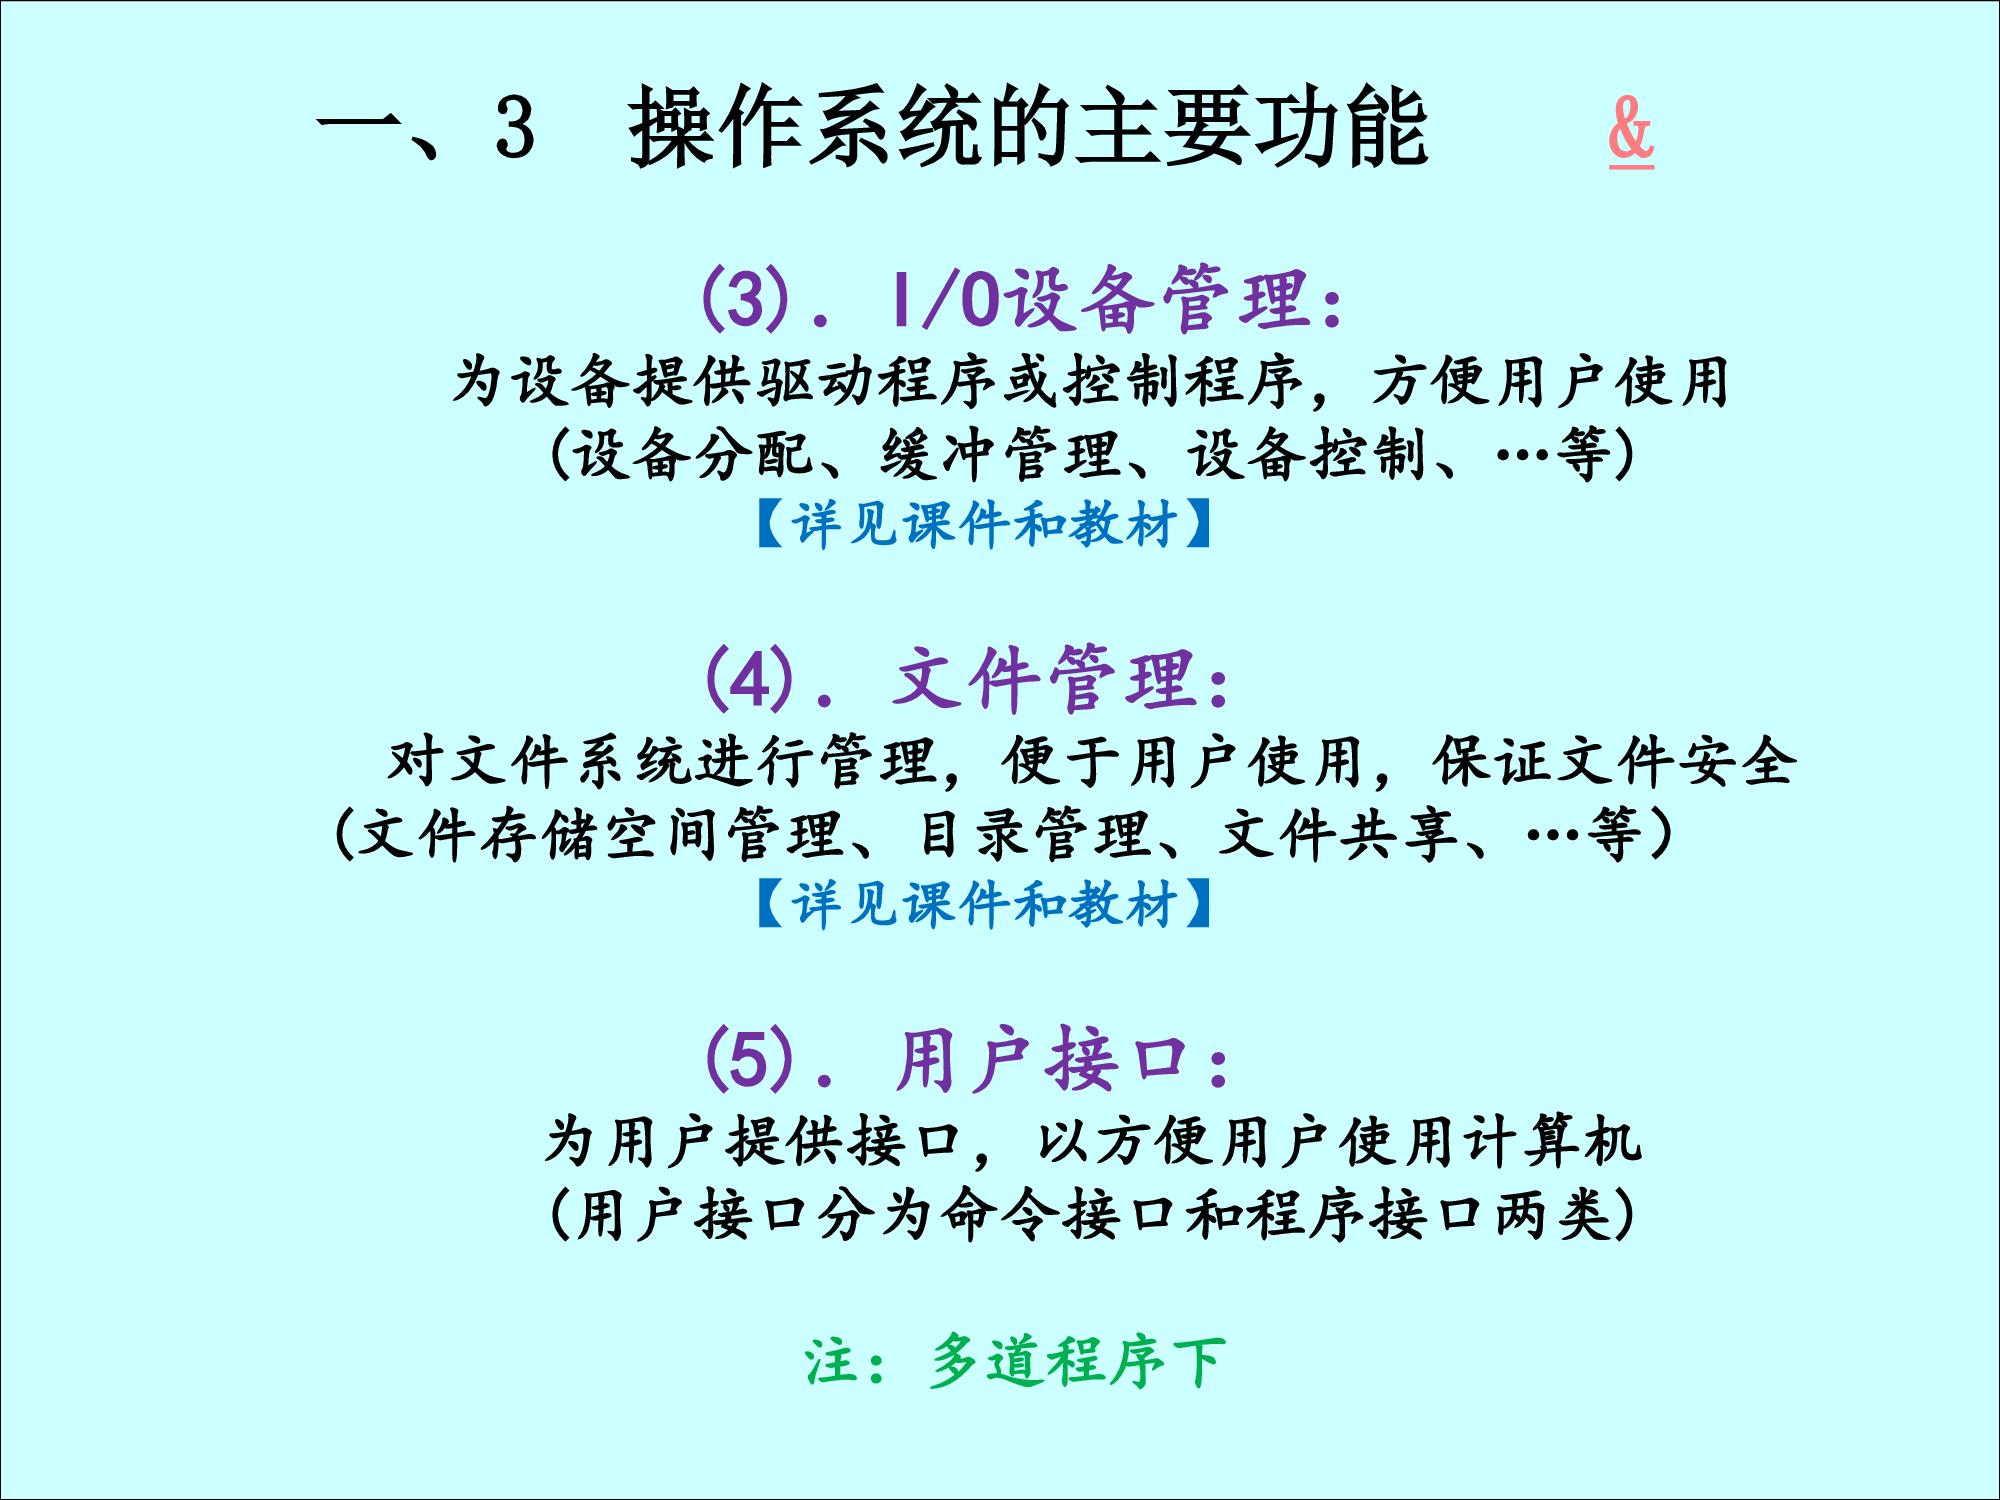 一、3 操作系统的主要功能 &
(3). I/O设备管理：
为设备提供驱动程序或控制程序，方便用户使用
(设备分配、缓冲管理、设备控制、…等)
【详见课件和教材】
(4). 文件管理：
对文件系统进行管理，便于用户使用，保证文件安全
(文件存储空间管理、目录管理、文件共享、…等）
【详见课件和教材】
(5). 用户接口：
为用户提供接口，以方便用户使用计算机
(用户接口分为命令接口和程序接口两类)
注：多道程序下